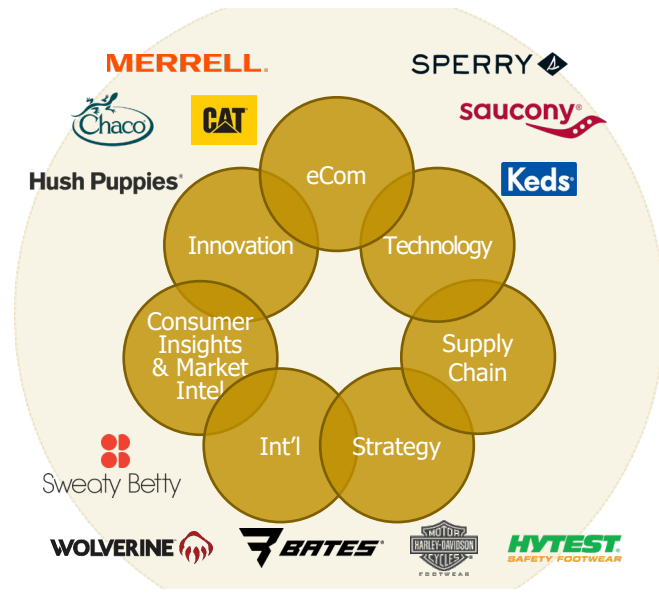 MERRELL.
SPERRY
Chaco
CAT
saucony®
Hush Puppies®
Keds®
eCom
Innovation
Technology
Consumer
Insights
& Market
Intel
Supply
Chain
Int'l
Strategy
Sweaty Betty
WOLVERINE
BATES®
MOTOR
HARLEY-DAVIDSON
CYCLES
FOOTWEAR
HYTEST®
SAFETY FOOTWEAR